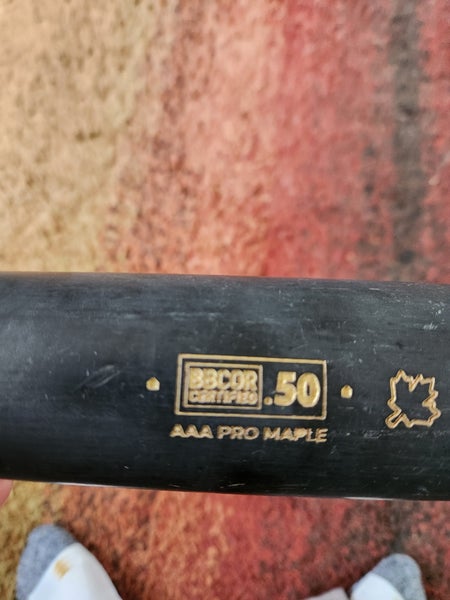 BBCOR
CERTIFIED
.50
AAA PRO MAPLE